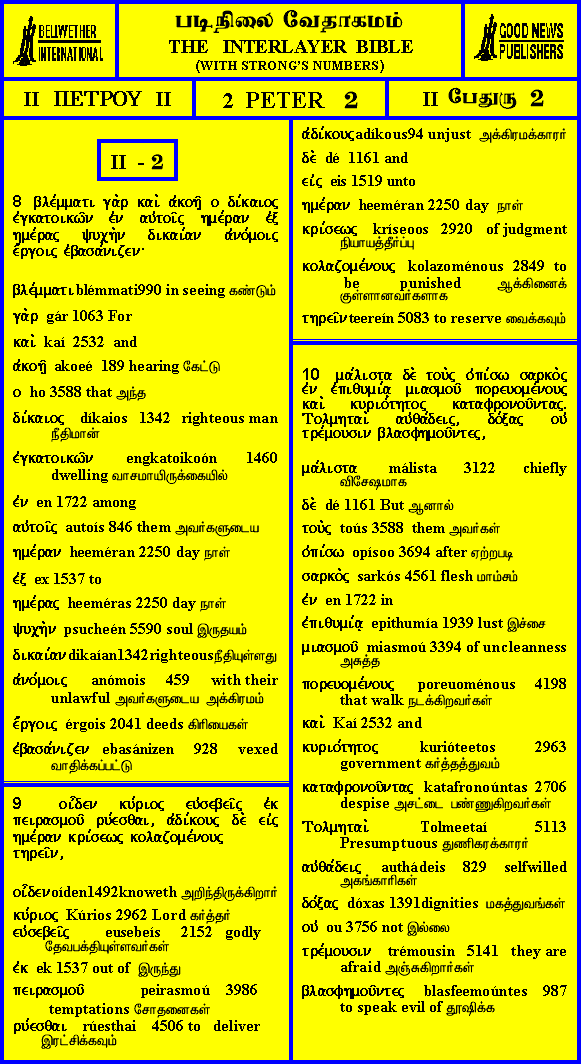 BELLWETHER
INTERNATIONAL
படிநிலை வேதாகமம்
THE INTERLAYER BIBLE
(WITH STRONG'S NUMBERS)
GOOD NEWS
PUBLISHERS
II ΠΕΤΡΟΥ II
2 PETER 2
II பேதுரு 2
II - 2
8 βλέμματι γὰρ καὶ ἀκοῇ ο δίκαιος
ἐγκατοικῶν ἐν αὐτοῖς ημέραν ἐξ
ημέρας ψυχὴν δικαίαν ἀνόμοις
ἔργοις ἐβασάνιζεν·
βλέμματι blémmati990 in seeing கண்டும்
γὰρ gár 1063 For
καὶ kaí 2532 and
ἀκοῇ akoeé 189 hearing கேட்டு
ο ho 3588 that அந்த
δίκαιος díkaios 1342 righteous man
நீதிமான்
ἐγκατοικῶν engkatoikoón 1460
dwelling வாசமாயிருக்கையில்
ἐν en 1722 among
αὐτοῖς autoís 846 them அவர்களுடைய
ημέραν heeméran 2250 day நாள்
ἐξ ex 1537 to
ημέρας heeméras 2250 day நாள்
ψυχὴν psucheén 5590 soul இருதயம்
δικαίαν dikaían1342righteous நீதியுள்ளது
ἀνόμοις anómois 459 with their
unlawful அவர்களுடைய அக்கிரமம்
ἔργοις érgois 2041 deeds கிரியைகள்
ἐβασάνιζεν ebasánizen 928 vexed
வாதிக்கப்பட்டு
9 οἶδεν κύριος εὐσεβεῖς ἐκ
πειρασμοῦ ρύεσθαι, ἀδίκους δὲ εἰς
ημέραν κρίσεως κολαζομένους
τηρεῖν,
οἶδεν oíden1492knoweth அறிந்திருக்கிறார்
κύριος Kúrios 2962 Lord கர்த்தர்
εὐσεβεῖς eusebeís 2152 godly
தேவபக்தியுள்ளவர்கள்
ἐκ ek 1537 out of இருந்து
πειρασμοῦ peirasmoú 3986
temptations சோதனைகள்
ρύεσθαι rúesthai 4506 to deliver
இரட்சிக்கவும்
ἀδίκους adíkous94 unjust அக்கிரமக்காரர்
δὲ dé 1161 and
εἰς eis 1519 unto
ημέραν heeméran 2250 day நாள்
κρίσεως kríseoos 2920 of judgment
நியாயத்தீர்ப்பு
κολαζομένους kolazoménous 2849 to
be punished ஆக்கினைக்
குள்ளானவர்களாக
τηρεῖν teereín 5083 to reserve வைக்கவும்
10 μάλιστα δὲ τοὺς ὀπίσω σαρκὸς
ἐν ἐπιθυμίᾳ μιασμοῦ πορευομένους
καὶ κυριότητος καταφρονοῦντας.
Τολμηταὶ αὐθάδεις, δόξας οὐ
τρέμουσιν βλασφημοῦντες,
μάλιστα málista 3122 chiefly
விசேஷமாக
δὲ dé 1161 But ஆனால்
τοὺς toús 3588 them அவர்கள்
ὀπίσω opísoo 3694 after ஏற்றபடி
σαρκὸς sarkós 4561 flesh மாம்சம்
ἐν en 1722 in
ἐπιθυμίᾳ epithumía 1939 lust இச்சை
μιασμοῦ miasmoú 3394 of uncleanness
அசுத்த
πορευομένους poreuoménous 4198
that walk நடக்கிறவர்கள்
καὶ Kaí 2532 and
κυριότητος kurióteetos 2963
government கர்த்தத்துவம்
καταφρονοῦντας katafronoúntas 2706
despise அசட்டை பண்ணுகிறவர்கள்
Τολμηταὶ Tolmeetaí 5113
Presumptuous துணிகரக்காரர்
αὐθάδεις authádeis 829 selfwilled
அகங்காரிகள்
δόξας dóxas 1391dignities மகத்துவங்கள்
οὐ ou 3756 not இல்லை
τρέμουσιν trémousin 5141 they are
afraid அஞ்சுகிறார்கள்
βλασφημοῦντες blasfeemoúntes 987
to speak evil of தூஷிக்க